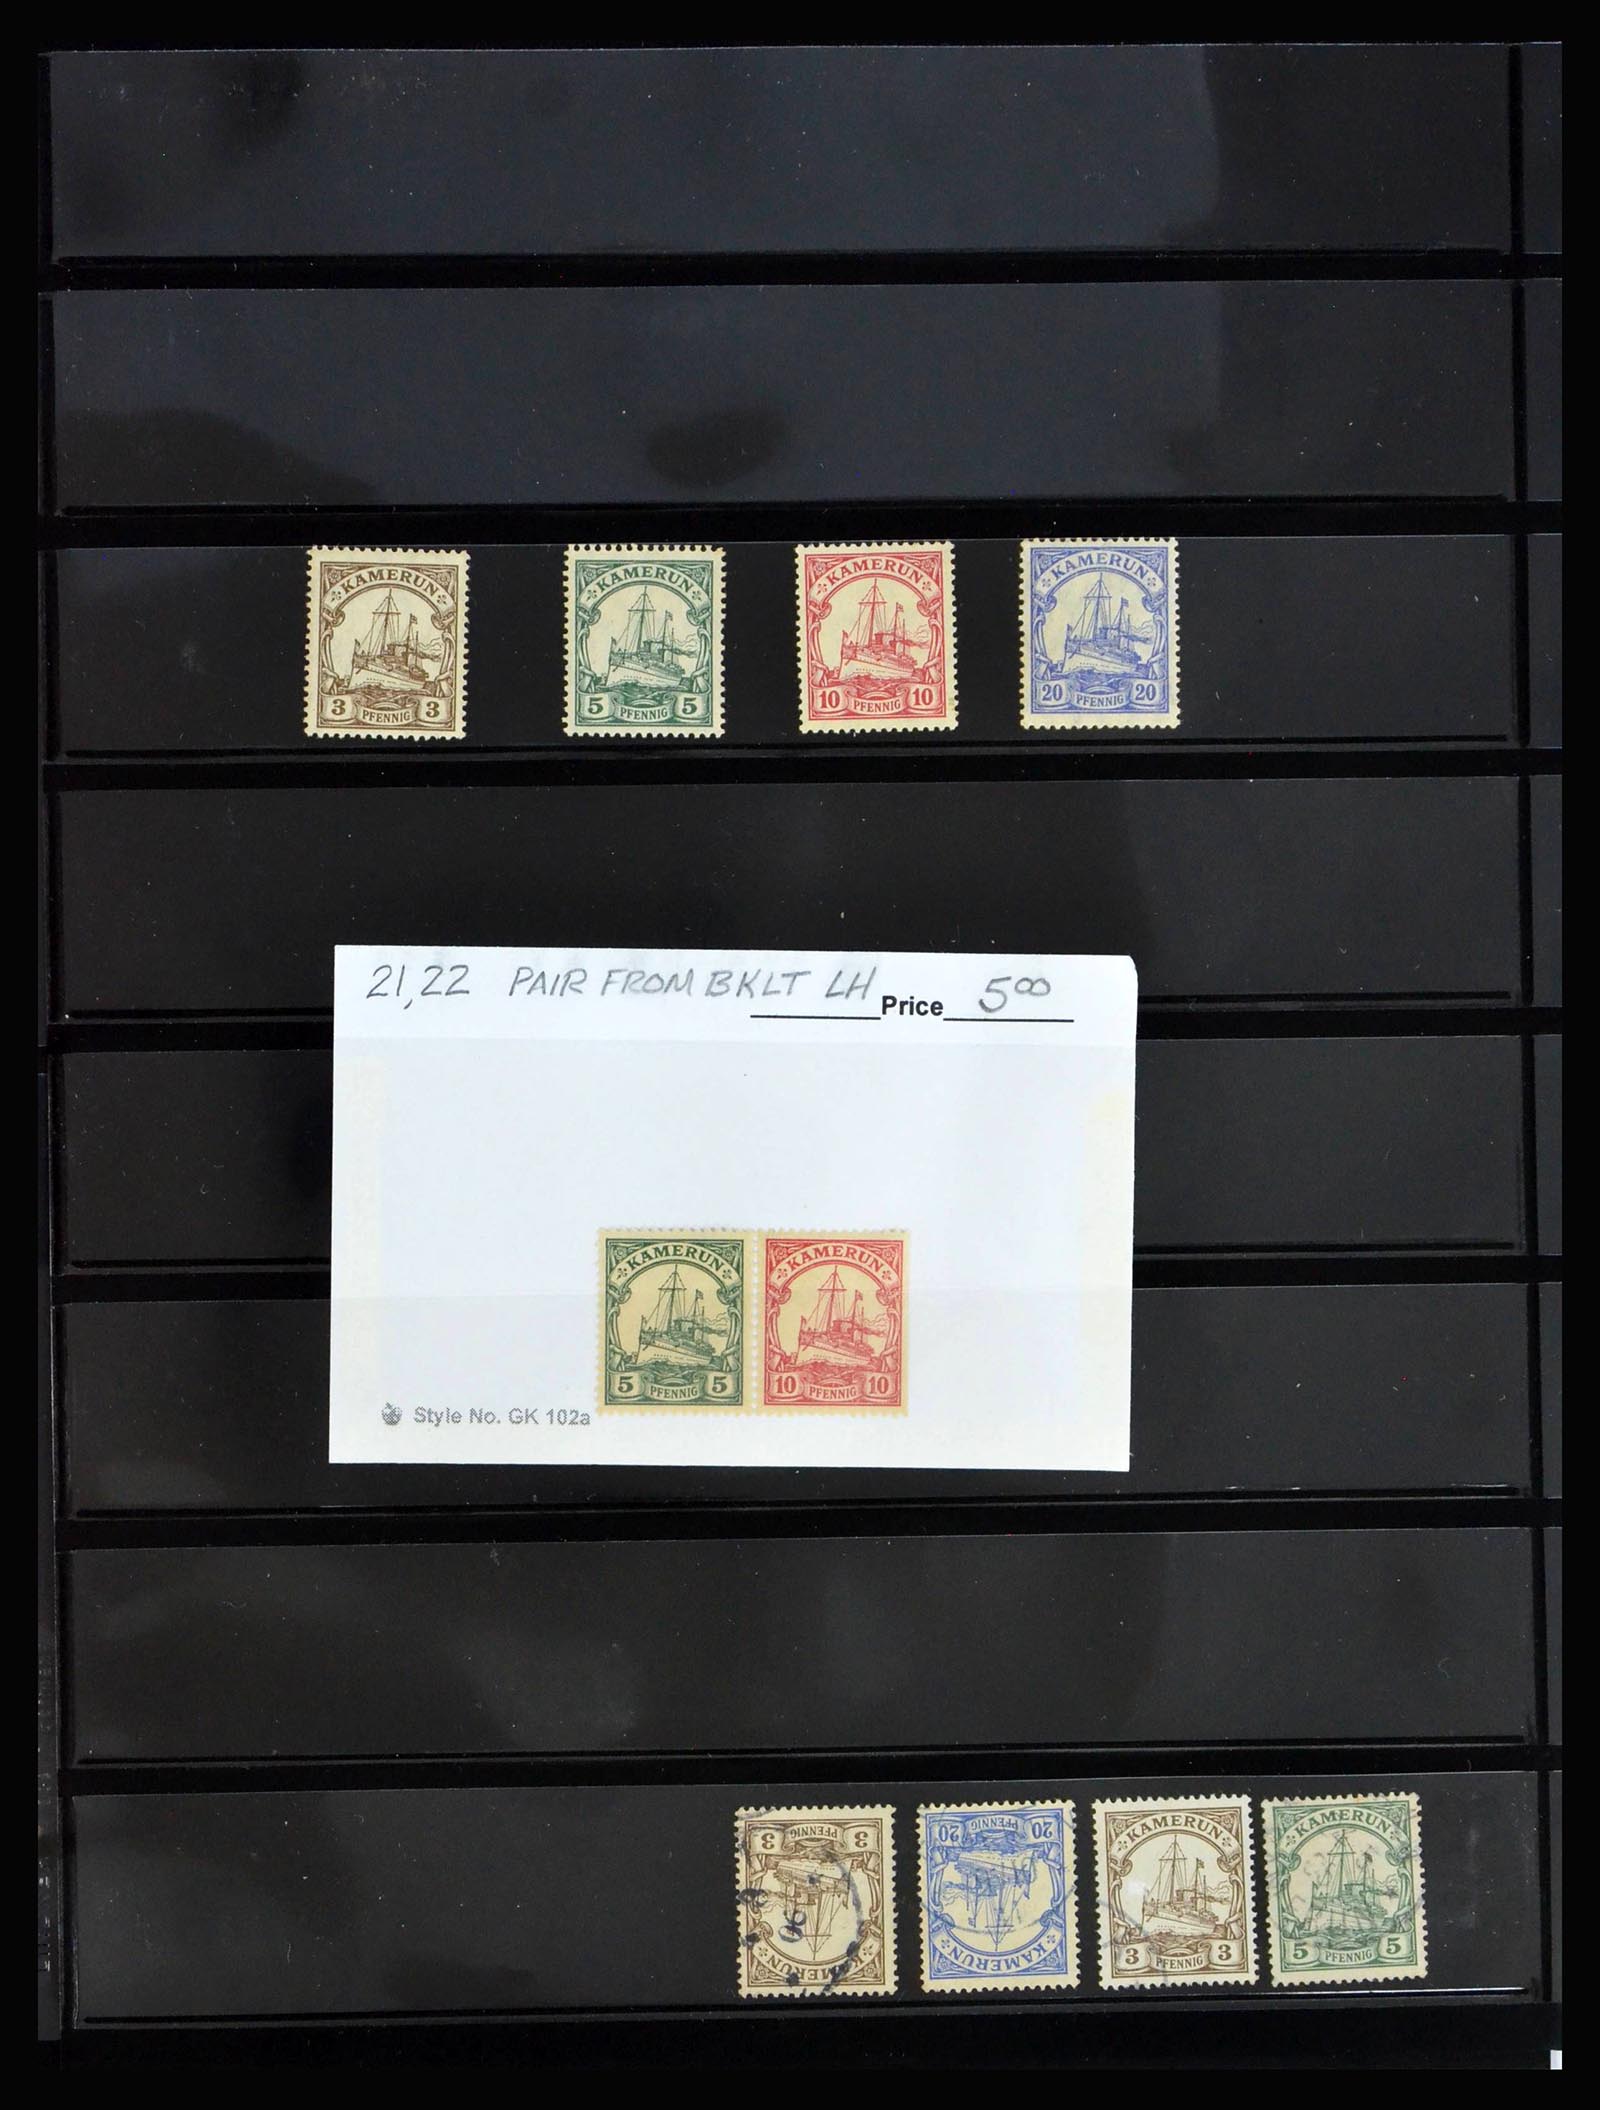 KAMERUN
3 PFENNIG 3
KAMERUN
5 PFENNIG 5
KAMERUN
10 PFENNIG 10
KAMERUN
20 PFENNIG 20
21,22 PAIR FROM BKLT LH Price 5.00
KAMERUN
5 PFENNIG 5
KAMERUN
10 PFENNIG 10
Style No. GK 102a
3 PFENNIG 3
KAMERUN
20 PFENNIG 20
KAMERUN
KAMERUN
3 PFENNIG 3
KAMERUN
5 PFENNIG 5